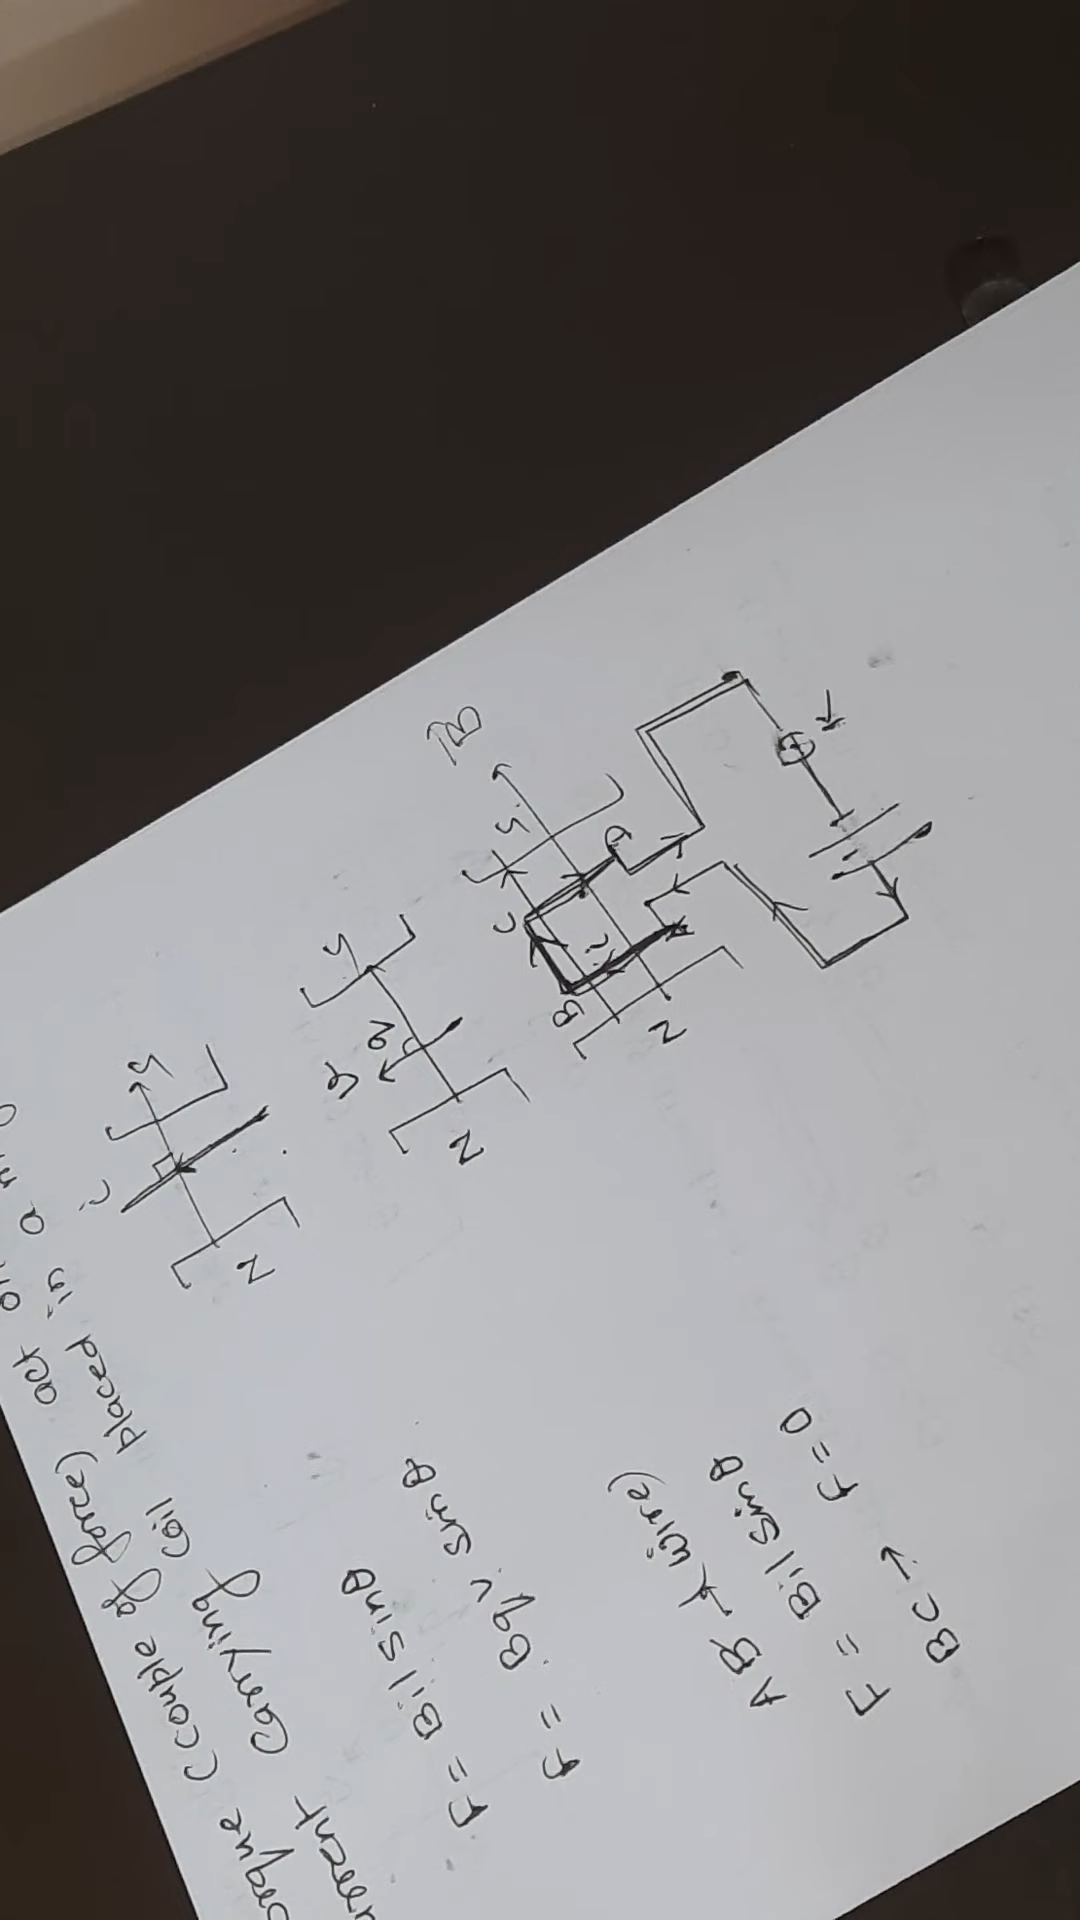 (couple of force) act
Carrying Coil placed in a
F = Bil sinθ
F = Bqv sinθ
AB → (wire)
F = Bil sinθ
BC → F = 0
N S i
N S q v
N S B A B C D i
K